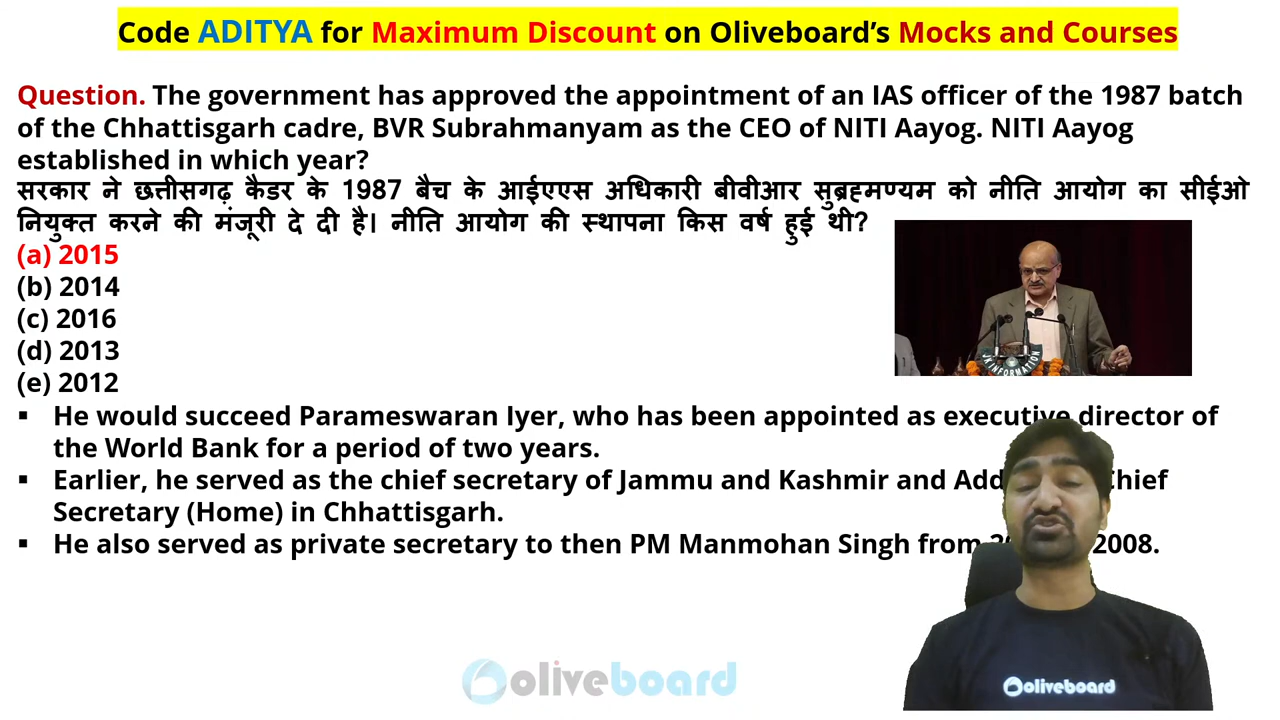 Code ADITYA for Maximum Discount on Oliveboard’s Mocks and Courses
Question. The government has approved the appointment of an IAS officer of the 1987 batch
of the Chhattisgarh cadre, BVR Subrahmanyam as the CEO of NITI Aayog. NITI Aayog
established in which year?
सरकार ने छत्तीसगढ़ कैडर के 1987 बैच के आईएएस अधिकारी बीवीआर सुब्रह्मण्यम को नीति आयोग का सीईओ
नियुक्त करने की मंजूरी दे दी है। नीति आयोग की स्थापना किस वर्ष हुई थी?
(a) 2015
(b) 2014
(c) 2016
(d) 2013
(e) 2012
JKINFORMATION
▪ He would succeed Parameswaran Iyer, who has been appointed as executive director of
the World Bank for a period of two years.
▪ Earlier, he served as the chief secretary of Jammu and Kashmir and Chief
Secretary (Home) in Chhattisgarh.
▪ He also served as private secretary to then PM Manmohan Singh from 2008.
oliveboard
oliveboard